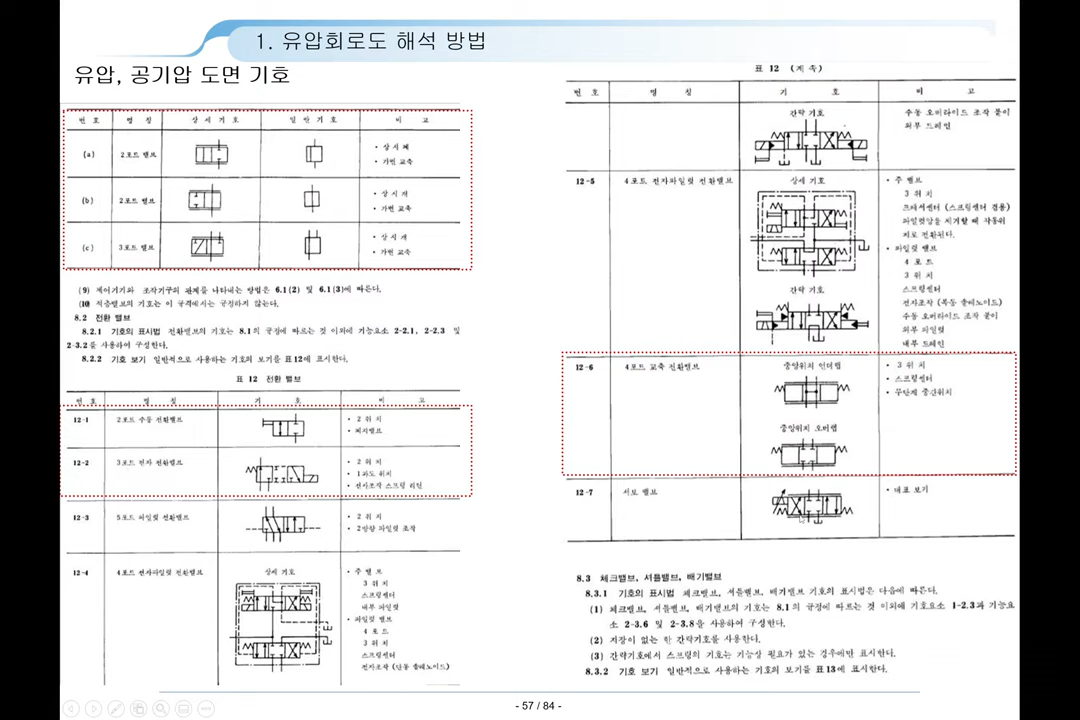 1. 유압회로도 해석 방법
유압, 공기압 도면 기호
번 호 명 칭 상 세 기 호 일 반 기 호 비 고
(a) 2포트 밸브 • 상 시 폐
• 가변 교축
(b) 2포트 밸브 • 상 시 개
• 가변 교축
(c) 3포트 밸브 • 상 시 개
• 가변 교축
(9) 제어기기와 조작기구의 관계를 나타내는 방법은 6.1(2) 및 6.1(3)에 따른다.
(10) 적층밸브의 기호는 이 규격에서는 규정하지 않는다.
8.2 전환 밸브
8.2.1 기호의 표시법 전환밸브의 기호는 8.1의 규정에 따르는 것 이외에 기능요소 2-2.1, 2-2.3 및
2-3.2를 사용하여 구성한다.
8.2.2 기호 보기 일반적으로 사용하는 기호의 보기를 표12에 표시한다.
표 12 전환 밸브
번 호 명 칭 기 호 비 고
12-1 2포트 수동 전환밸브 • 2 위 치
• 폐지밸브
12-2 3포트 전자 전환밸브 • 2 위 치
• 1과도 위치
• 전자조작 스프링 리턴
12-3 5포트 파일럿 전환밸브 • 2 위 치
• 2방향 파일럿 조작
12-4 4포트 전자파일럿 전환밸브 상세 기호 • 주 밸브
3 위 치
스프링센터
내부 파일럿
• 파일럿 밸브
4 포 트
3 위 치
스프링센터
전자조작 (단동 솔레노이드)
표 12 (계 속)
번 호 명 칭 기 호 비 고
간략 기호 수동 오버라이드 조작 붙이
외부 드레인
12-5 4포트 전자파일럿 전환밸브 상세 기호 • 주 밸브
3 위 치
프레셔센터 (스프링센터 겸용)
파일럿압을 제거할 때 작동위
치로 전환된다.
• 파일럿 밸브
4 포 트
3 위 치
스프링센터
전자조작 (복동 솔레노이드)
간략 기호
수동 오버라이드 조작 붙이
외부 파일럿
내부 드레인
12-6 4포트 교축 전환밸브 중앙위치 언더랩 • 3 위 치
• 스프링센터
• 무단계 중간위치
중앙위치 오버랩
12-7 서보 밸브 • 대표 보기
8.3 체크밸브, 셔틀밸브, 배기밸브
8.3.1 기호의 표시법 체크밸브, 셔틀밸브, 배기밸브 기호의 표시법은 다음에 따른다.
(1) 체크밸브, 셔틀밸브, 배기밸브의 기호는 8.1의 규정에 따르는 것 이외에 기호요소 1-2.3과 기능요
소 2-3.6 및 2-3.8을 사용하여 구성한다.
(2) 지장이 없는 한 간략기호를 사용한다.
(3) 간략기호에서 스프링의 기호는 기능상 필요가 있는 경우에만 표시한다.
8.3.2 기호 보기 일반적으로 사용하는 기호의 보기를 표13에 표시한다.
- 57 / 84 -